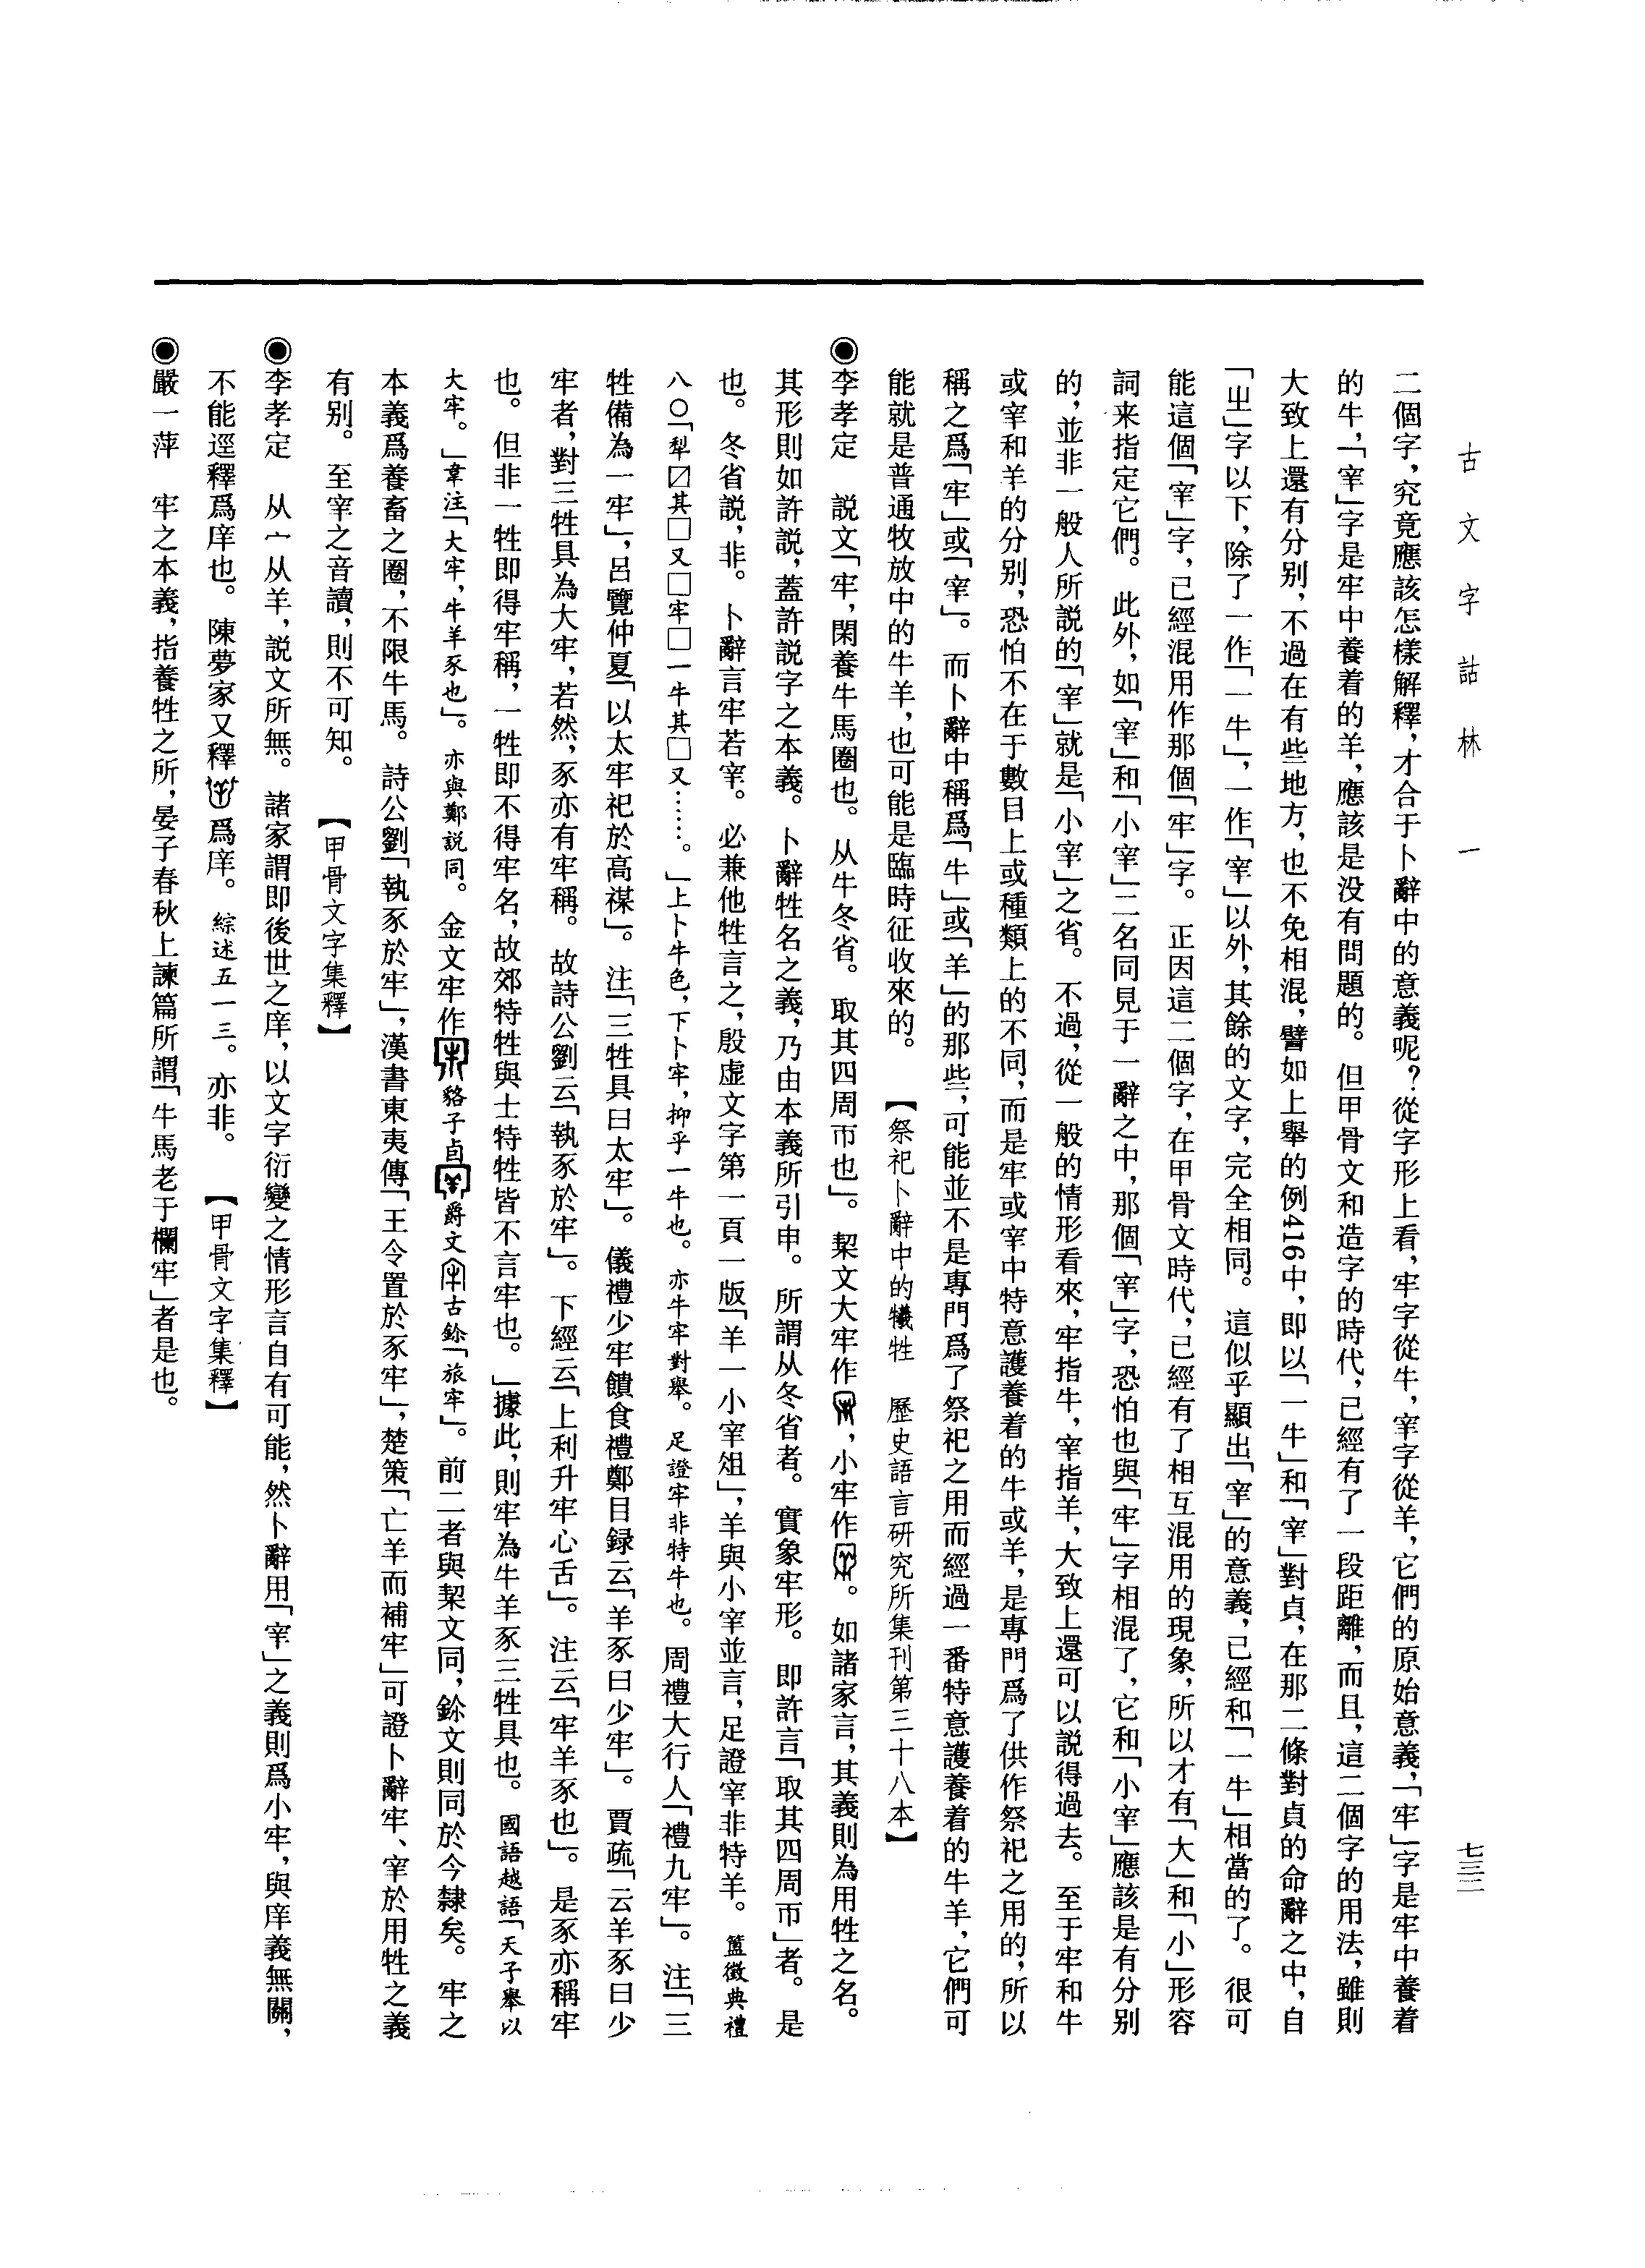 古文字詁林　一
七三二
二個字，究竟應該怎樣解釋，才合于卜辭中的意義呢？從字形上看，牢字從牛，宰字從羊，它們的原始意義，「牢」字是牢中養着
的牛，「宰」字是牢中養着的羊，應該是没有問題的。但甲骨文和造字的時代，已經有了一段距離，而且，這二個字的用法，雖則
大致上還有分别，不過在有些地方，也不免相混，譬如上舉的例416中，即以「一牛」和「宰」對貞，在那二條對貞的命辭之中，自
「㞢」字以下，除了一作「一牛」，一作「宰」以外，其餘的文字，完全相同。這似乎顯出「宰」的意義，已經和「一牛」相當的了。很可
能這個「宰」字，已經混用作那個「牢」字。正因這二個字，在甲骨文時代，已經有了相互混用的現象，所以才有「大」和「小」形容
詞来指定它們。此外，如「宰」和「小宰」二名同見于一辭之中，那個「宰」字，恐怕也與「牢」字相混了，它和「小宰」應該是有分别
的，並非一般人所説的「宰」就是「小宰」之省。不過，從一般的情形看來，牢指牛，宰指羊，大致上還可以説得過去。至于牢和牛
或宰和羊的分别，恐怕不在于數目上或種類上的不同，而是牢或宰中特意護養着的牛或羊，是專門爲了供作祭祀之用的，所以
稱之爲「牢」或「宰」。而卜辭中稱爲「牛」或「羊」的那些，可能並不是專門爲了祭祀之用而經過一番特意護養着的牛羊，它們可
能就是普通牧放中的牛羊，也可能是臨時征收來的。【祭祀卜辭中的犧牲　歷史語言研究所集刊第三十八本】
◉李孝定　説文「牢，閑養牛馬圈也。从牛冬省。取其四周帀也」。栔文大牢作，小牢作。如諸家言，其義則為用牲之名。
其形則如許説，蓋許説字之本義。卜辭牲名之義，乃由本義所引申。所謂从冬省者。實象牢形。即許言「取其四周帀」者。是
也。冬省説，非。卜辭言牢若宰。必兼他牲言之，殷虚文字第一頁一版「羊一小宰俎」，羊與小宰並言，足證宰非特羊。簠徵典禮
八〇「犁〼其□又□牢□一牛其□又……。」上卜牛色，下卜牢，抑乎一牛也。亦牛牢對舉。足證牢非特牛也。周禮大行人「禮九牢」。注「三
牲備為一牢」，吕覽仲夏「以太牢祀於高禖」。注「三牲具曰太牢」。儀禮少牢饋食禮鄭目録云「羊豕曰少牢」。賈疏「云羊豕曰少
牢者，對三牲具為大牢，若然，豕亦有牢稱。故詩公劉云「執豕於牢」。下經云「上利升牢心舌」。注云「牢羊豕也」。是豕亦稱牢
也。但非一牲即得牢稱，一牲即不得牢名，故郊特牲與士特牲皆不言牢也。」據此，則牢為牛羊豕三牲具也。國語越語「天子舉以
大牢。」韋注「大牢，牛羊豕也」。亦與鄭説同。金文牢作貉子卣爵文古鉩「旅牢」。前二者與栔文同，鉩文則同於今隸矣。牢之
本義爲養畜之圈，不限牛馬。詩公劉「執豕於牢」，漢書東夷傳「王令置於豕牢」，楚策「亡羊而補牢」可證卜辭牢、宰於用牲之義
有别。至宰之音讀，則不可知。【甲骨文字集釋】
◉李孝定　从宀从羊，説文所無。諸家謂即後世之庠，以文字衍變之情形言自有可能，然卜辭用「宰」之義則爲小牢，與庠義無關，
不能逕釋爲庠也。陳夢家又釋爲庠。綜述五一三。亦非。【甲骨文字集釋】
◉嚴一萍　牢之本義，指養牲之所，晏子春秋上諫篇所謂「牛馬老于欄牢」者是也。